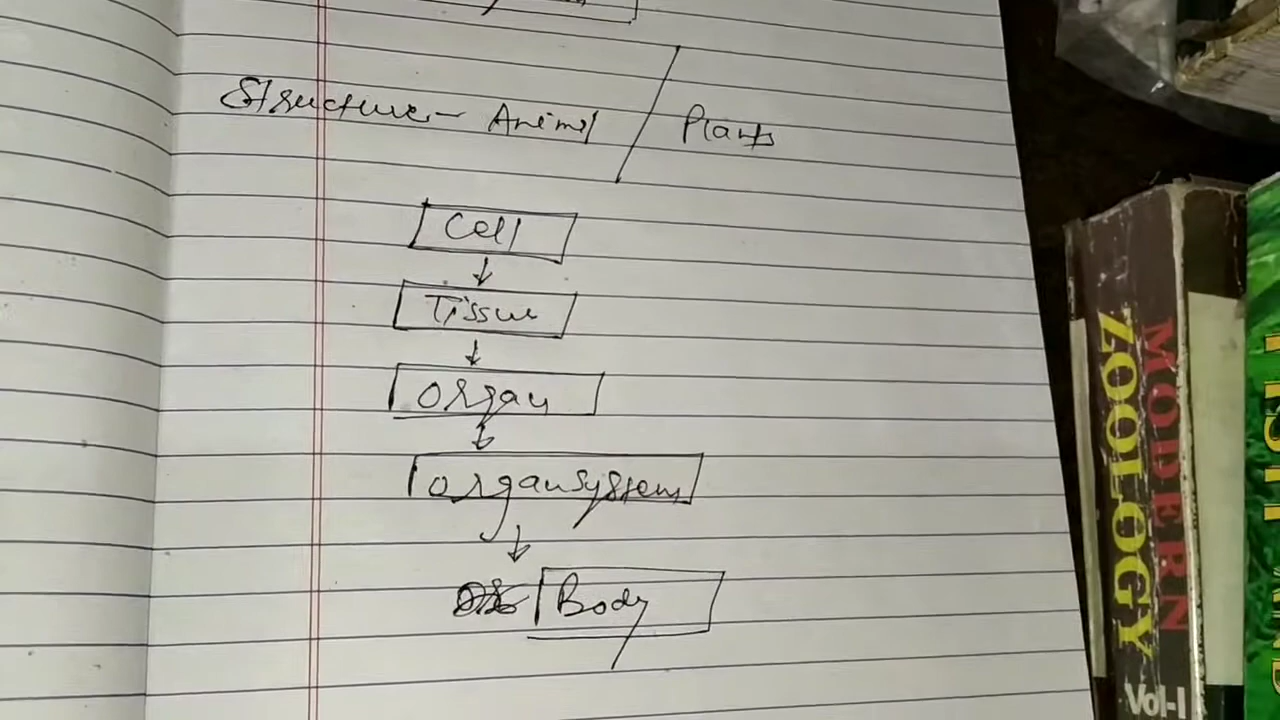 Structure - Animal / Plants
Cell
↓
Tissue
↓
Organ
↓
Organ system
↓
Body
MODERN
ZOOLOGY
Vol-I